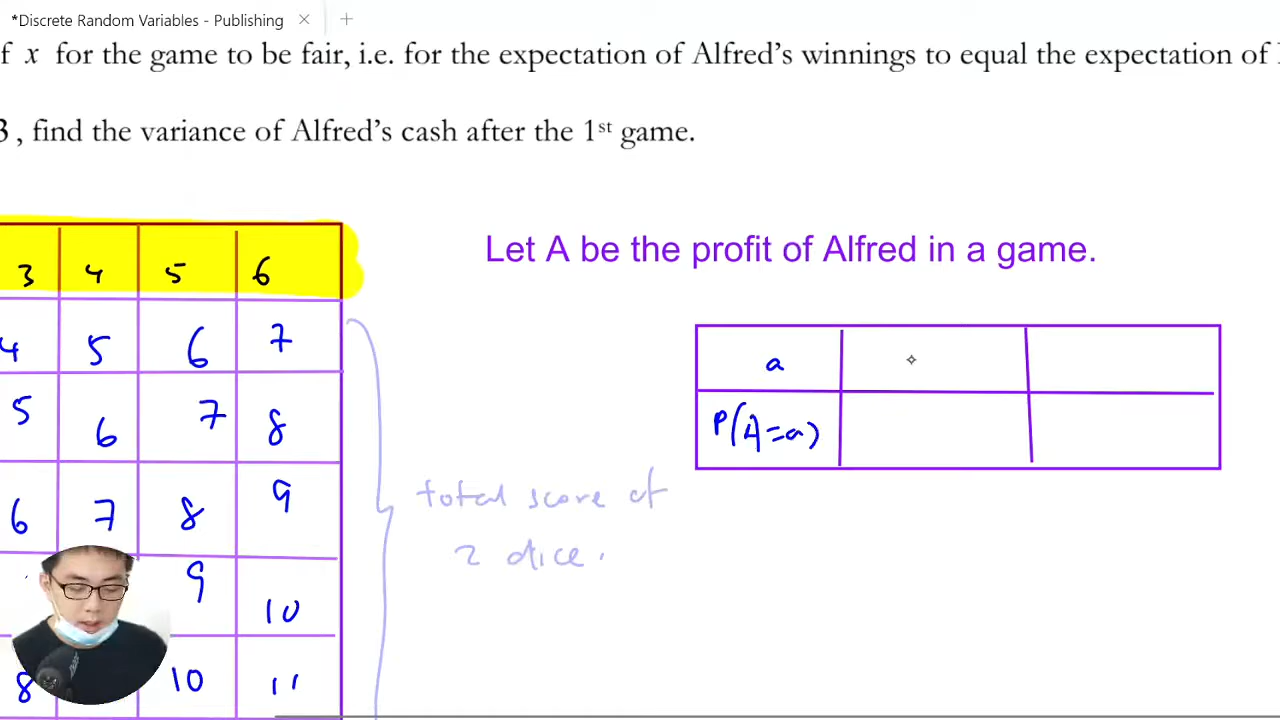 *Discrete Random Variables - Publishing
f x for the game to be fair, i.e. for the expectation of Alfred's winnings to equal the expectation of
3, find the variance of Alfred's cash after the 1st game.
Let A be the profit of Alfred in a game.
3 4 5 6
4 5 6 7
5 6 7 8
6 7 8 9
9 10
8 10 11
total score of
2 dice.
a
P(A=a)